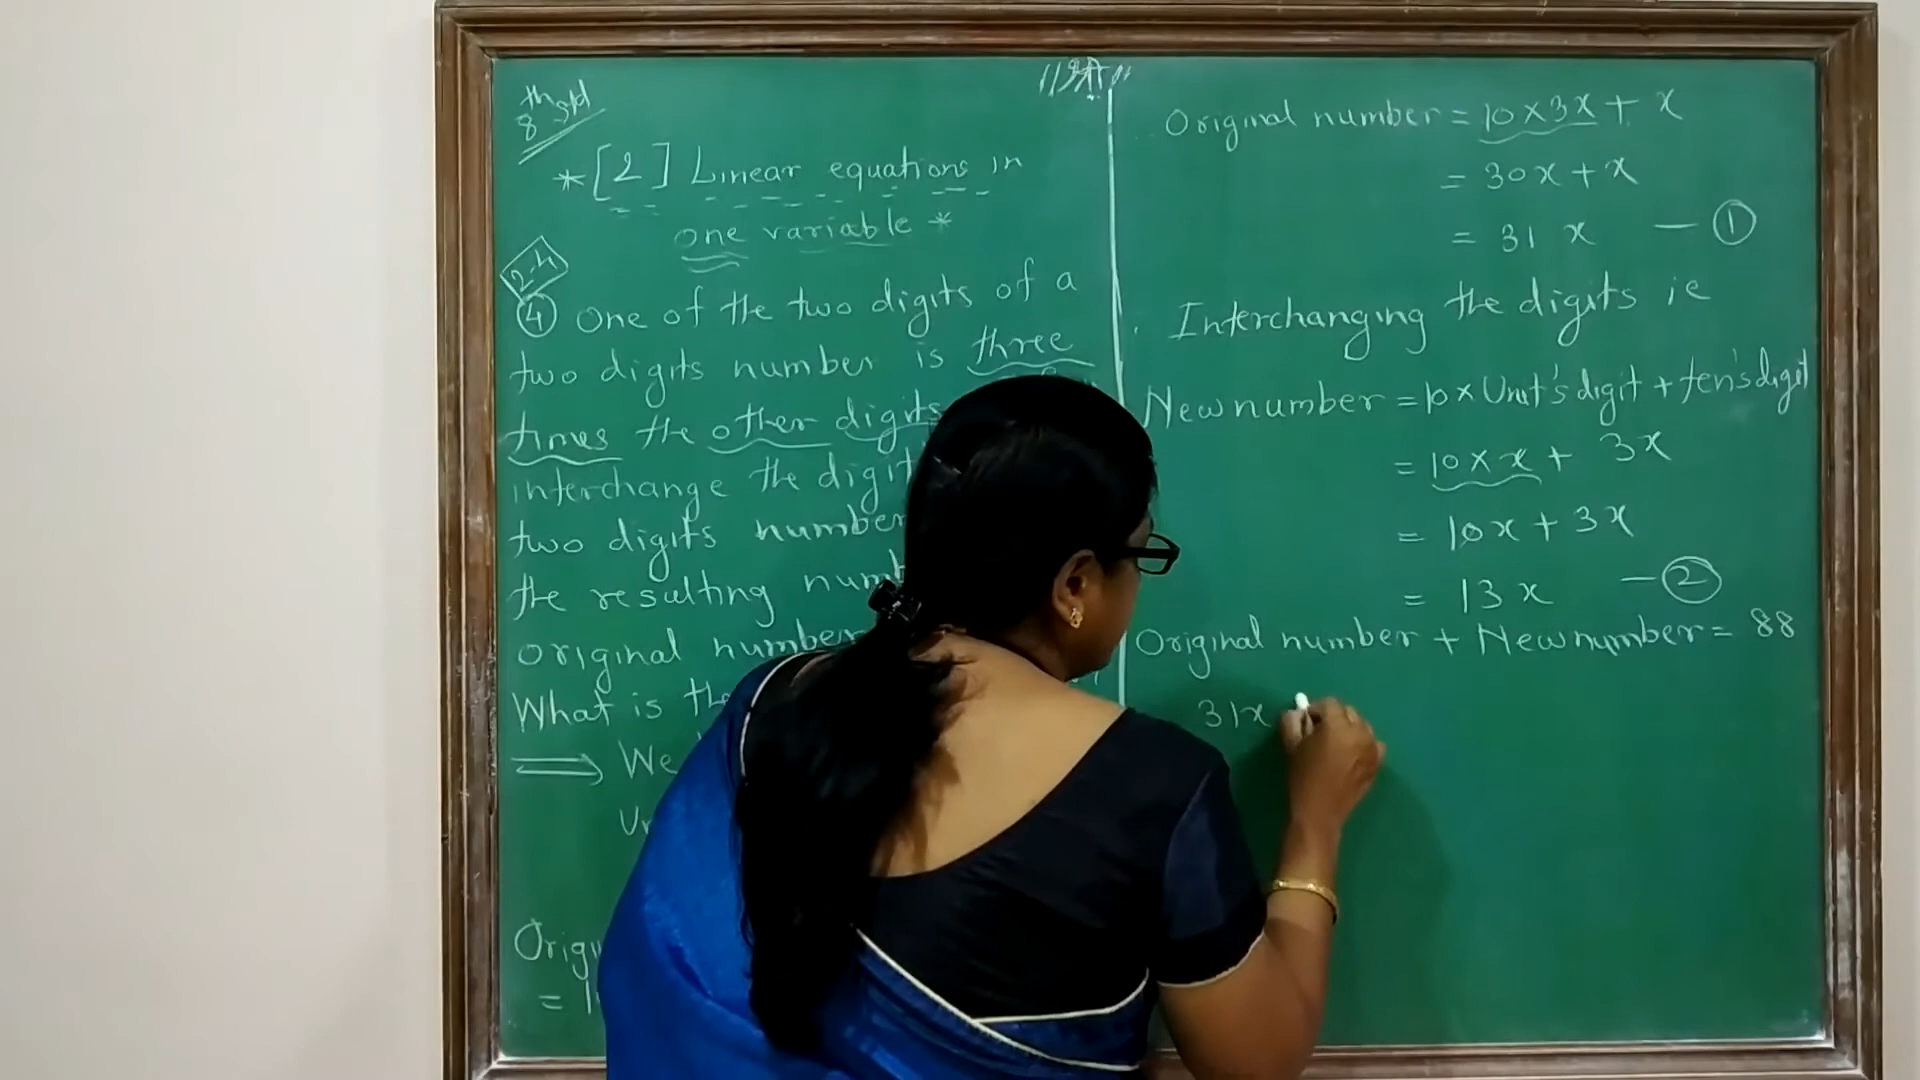 8th std
*[2] Linear equations in
one variable *
2.4
④ One of the two digits of a
two digits number is three
times the other digits
interchange the digit
two digits number
the resulting numb
original number
What is the
⟹ We
Origi
=
Original number = 10×3x + x
= 30x + x
= 31 x — ①
Interchanging the digits ie
New number = 10 × Unit's digit + ten's digit
= 10 × x + 3x
= 10x + 3x
= 13 x — ②
Original number + New number = 88
31x